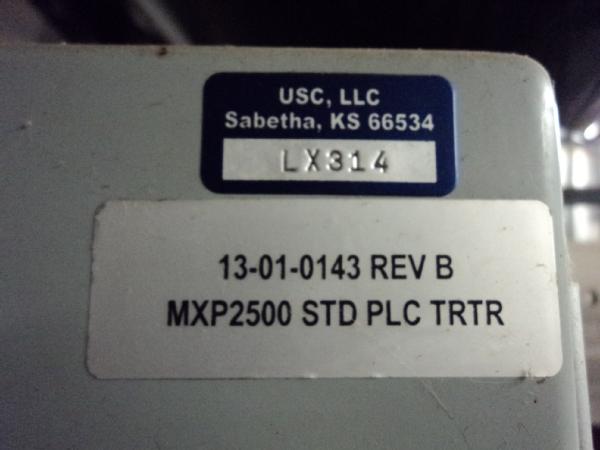 USC, LLC
Sabetha, KS 66534
LX314
13-01-0143 REV B
MXP2500 STD PLC TRTR